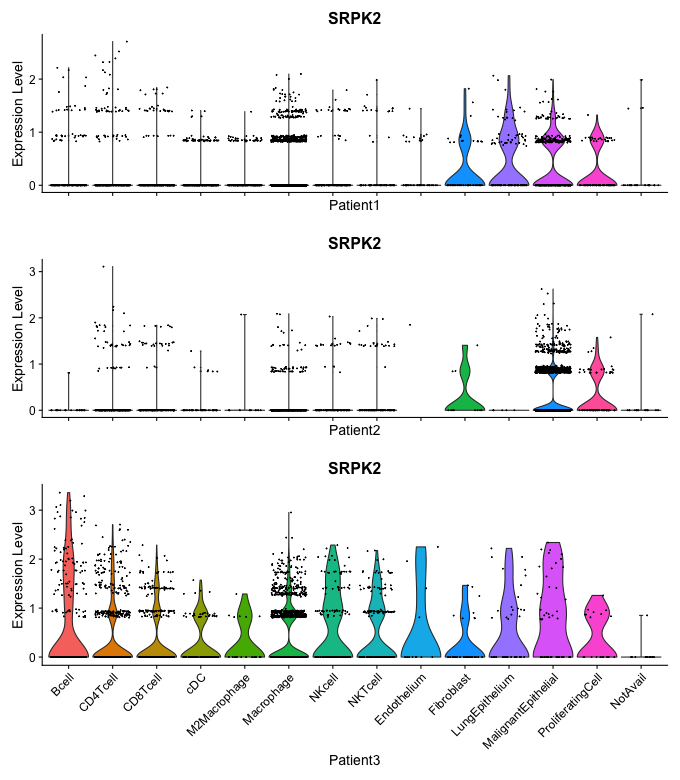 SRPK2
Expression Level
2
1
0
Patient1
SRPK2
Expression Level
3
2
1
0
Patient2
SRPK2
Expression Level
3
2
1
0
Bcell
CD4Tcell
CD8Tcell
cDC
M2Macrophage
Macrophage
NKcell
NKTcell
Endothelium
Fibroblast
LungEpithelium
MalignantEpithelial
ProliferatingCell
NotAvail
Patient3